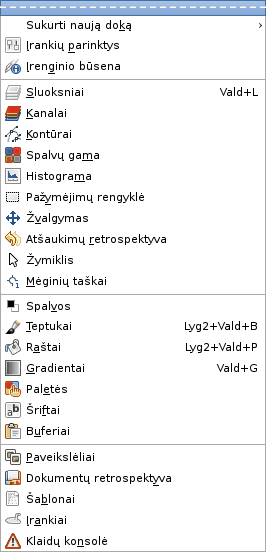 Sukurti naują doką
Įrankių parinktys
Įrenginio būsena
Sluoksniai Vald+L
Kanalai
Kontūrai
Spalvų gama
Histograma
Pažymėjimų rengyklė
Žvalgymas
Atšaukimų retrospektyva
Žymiklis
Mėginių taškai
Spalvos
Teptukai Lyg2+Vald+B
Raštai Lyg2+Vald+P
Gradientai Vald+G
Paletės
Šriftai
Buferiai
Paveikslėliai
Dokumentų retrospektyva
Šablonai
Įrankiai
Klaidų konsolė